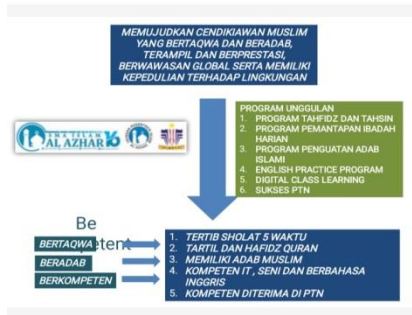 MEMUJUDKAN CENDIKIAWAN MUSLIM
YANG BERTAQWA DAN BERADAB,
TERAMPIL DAN BERPRESTASI,
BERWAWASAN GLOBAL SERTA MEMILIKI
KEPEDULIAN TERHADAP LINGKUNGAN
PROGRAM UNGGULAN
1. PROGRAM TAHFIDZ DAN TAHSIN
2. PROGRAM PEMANTAPAN IBADAH
HARIAN
3. PROGRAM PENGUATAN ADAB
ISLAMI
4. ENGLISH PRACTICE PROGRAM
5. DIGITAL CLASS LEARNING
6. SUKSES PTN
SMA ISLAM
AL AZHAR 16
Be
Competent
BERTAQWA
BERADAB
BERKOMPETEN
1. TERTIB SHOLAT 5 WAKTU
2. TARTIL DAN HAFIDZ QURAN
3. MEMILIKI ADAB MUSLIM
4. KOMPETEN IT , SENI DAN BERBAHASA
INGGRIS
5. KOMPETEN DITERIMA DI PTN